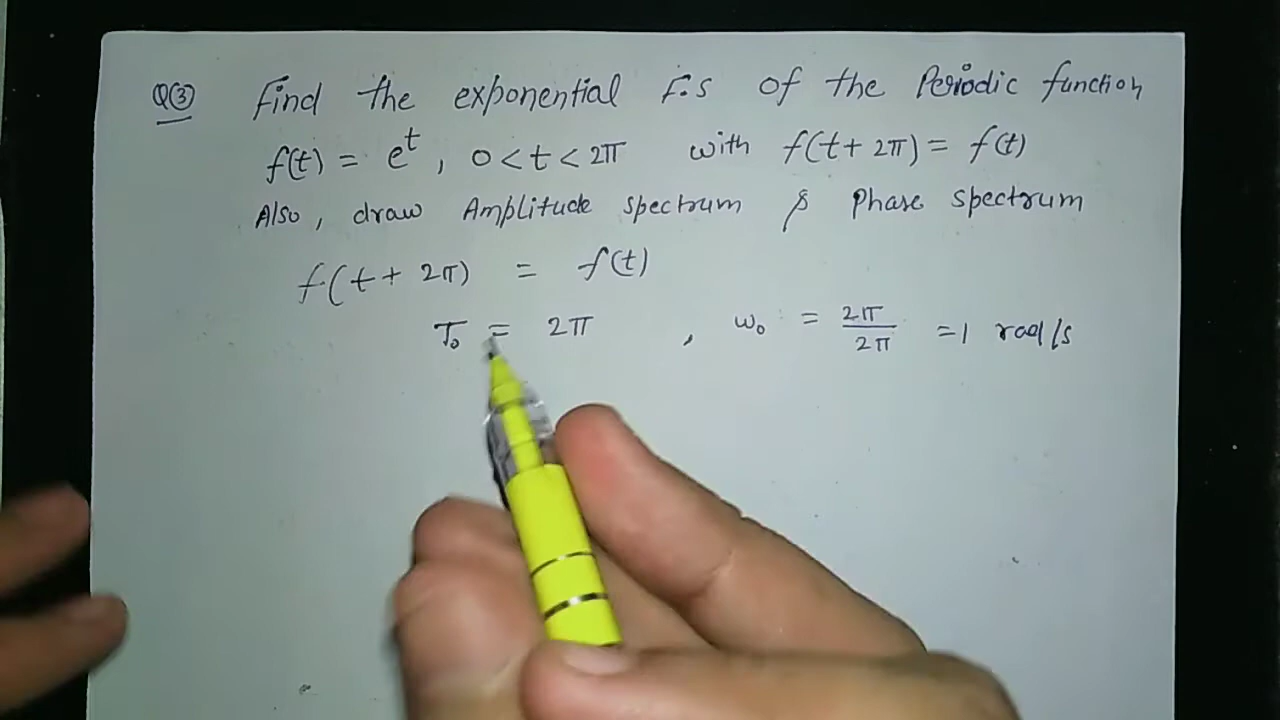 Q(3) Find the exponential F.S of the Periodic function
f(t) = e^t , 0 < t < 2π with f(t + 2π) = f(t)
Also , draw Amplitude spectrum & Phase spectrum
f(t + 2π) = f(t)
T₀ = 2π , ω₀ = 2π/2π = 1 rad/s